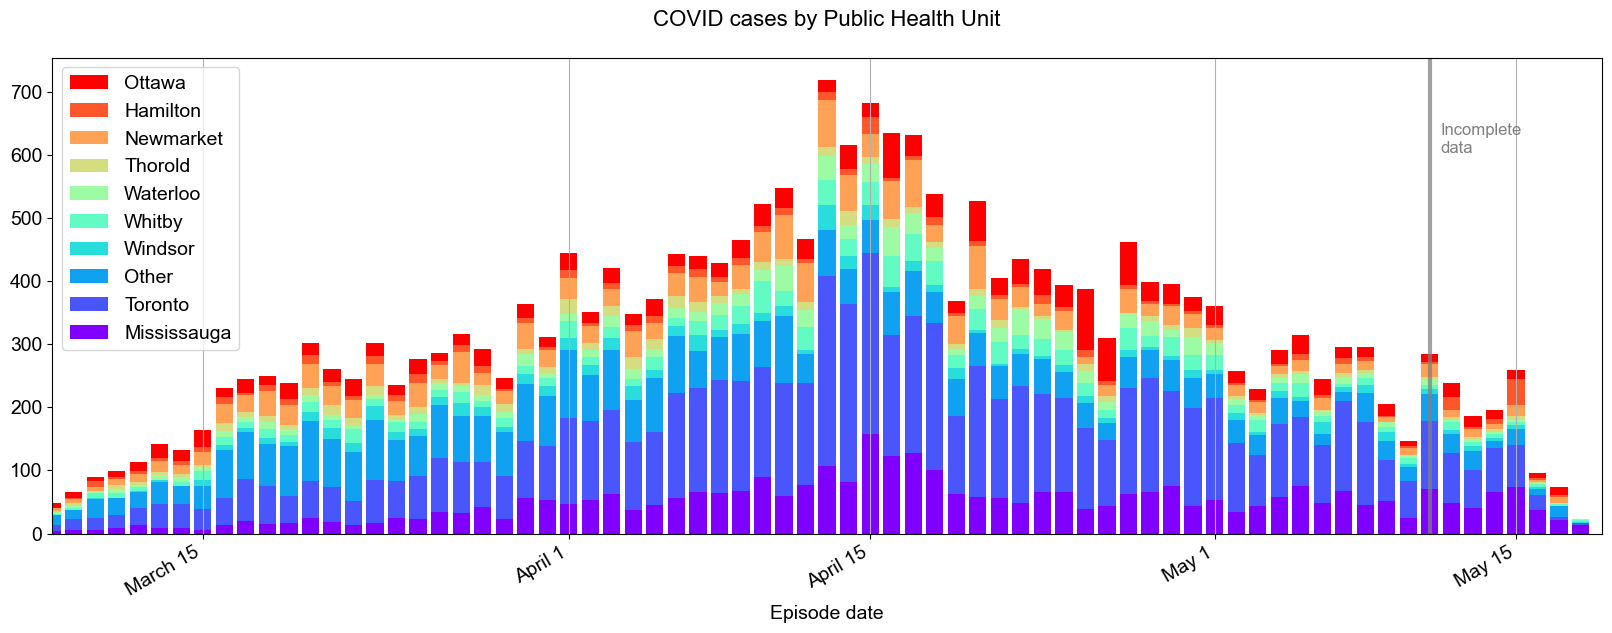 COVID cases by Public Health Unit
700
600
500
400
300
200
100
0
Ottawa
Hamilton
Newmarket
Thorold
Waterloo
Whitby
Windsor
Other
Toronto
Mississauga
Incomplete
data
March 15
April 1
April 15
May 1
May 15
Episode date